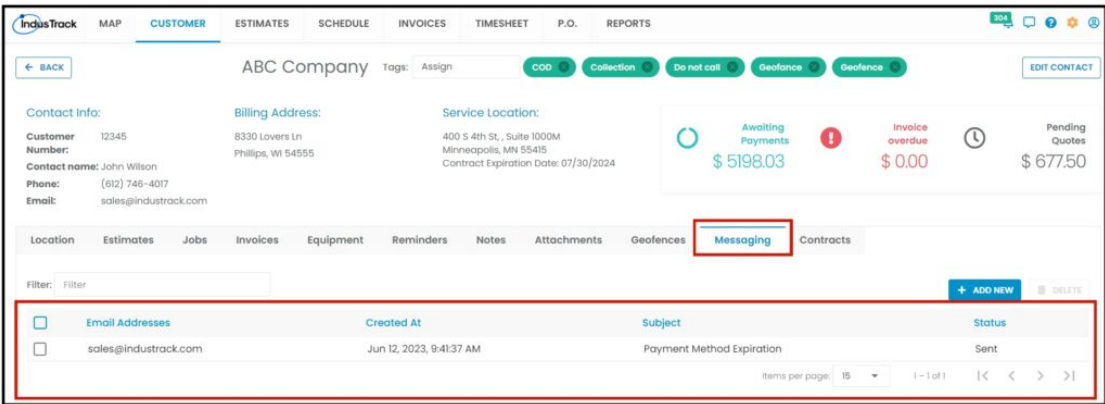 IndusTrack MAP CUSTOMER ESTIMATES SCHEDULE INVOICES TIMESHEET P.O. REPORTS 304
BACK ABC Company Tags: Assign COD Collection Do not call Geofance Geofence EDIT CONTACT
Contact Info:
Customer Number: 12345
Contact name: John Wilson
Phone: (612) 746-4017
Email: sales@industrack.com
Billing Address:
8330 Lovers Ln
Phillips, WI 54555
Service Location:
400 S 4th St, , Suite 1000M
Minneapolis, MN 55415
Contract Expiration Date: 07/30/2024
Awaiting
Payments
$ 5198.03
Invoice
overdue
$ 0.00
Pending
Quotes
$ 677.50
Location Estimates Jobs Invoices Equipment Reminders Notes Attachments Geofences Messaging Contracts
Filter: Filter
+ ADD NEW DELETE
Email Addresses Created At Subject Status
sales@industrack.com Jun 12, 2023, 9:41:37 AM Payment Method Expiration Sent
Items per page: 15 1 – 1 of 1